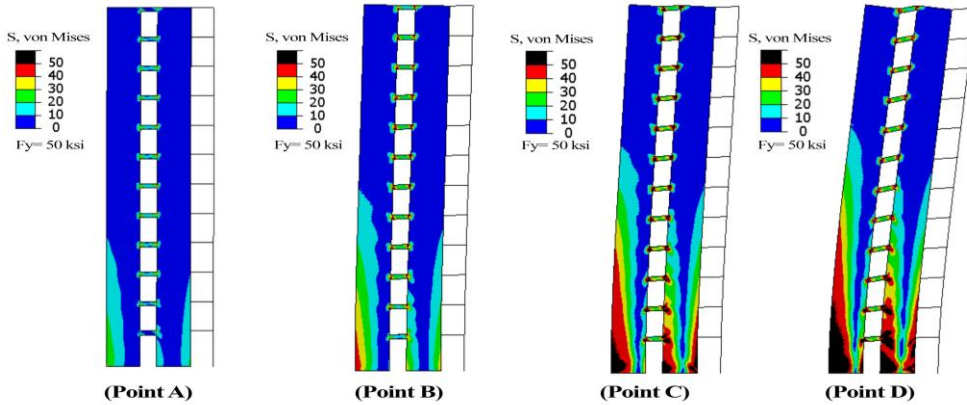 S, von Mises
50
40
30
20
10
0
Fy= 50 ksi
(Point A)
S, von Mises
50
40
30
20
10
0
Fy= 50 ksi
(Point B)
S, von Mises
50
40
30
20
10
0
Fy= 50 ksi
(Point C)
S, von Mises
50
40
30
20
10
0
Fy= 50 ksi
(Point D)